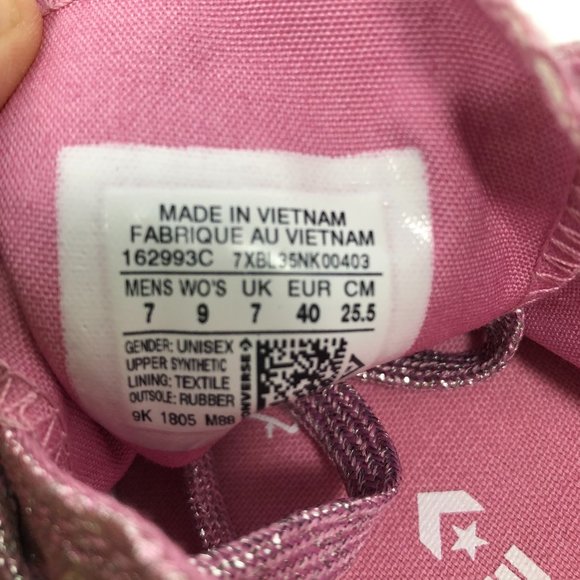 MADE IN VIETNAM
FABRIQUE AU VIETNAM
162993C 7XBL35NK00403
MENS WO'S UK EUR CM
7 9 7 40 25.5
GENDER: UNISEX
UPPER SYNTHETIC
LINING: TEXTILE
OUTSOLE: RUBBER
9K 1805 M88
CONVERSE